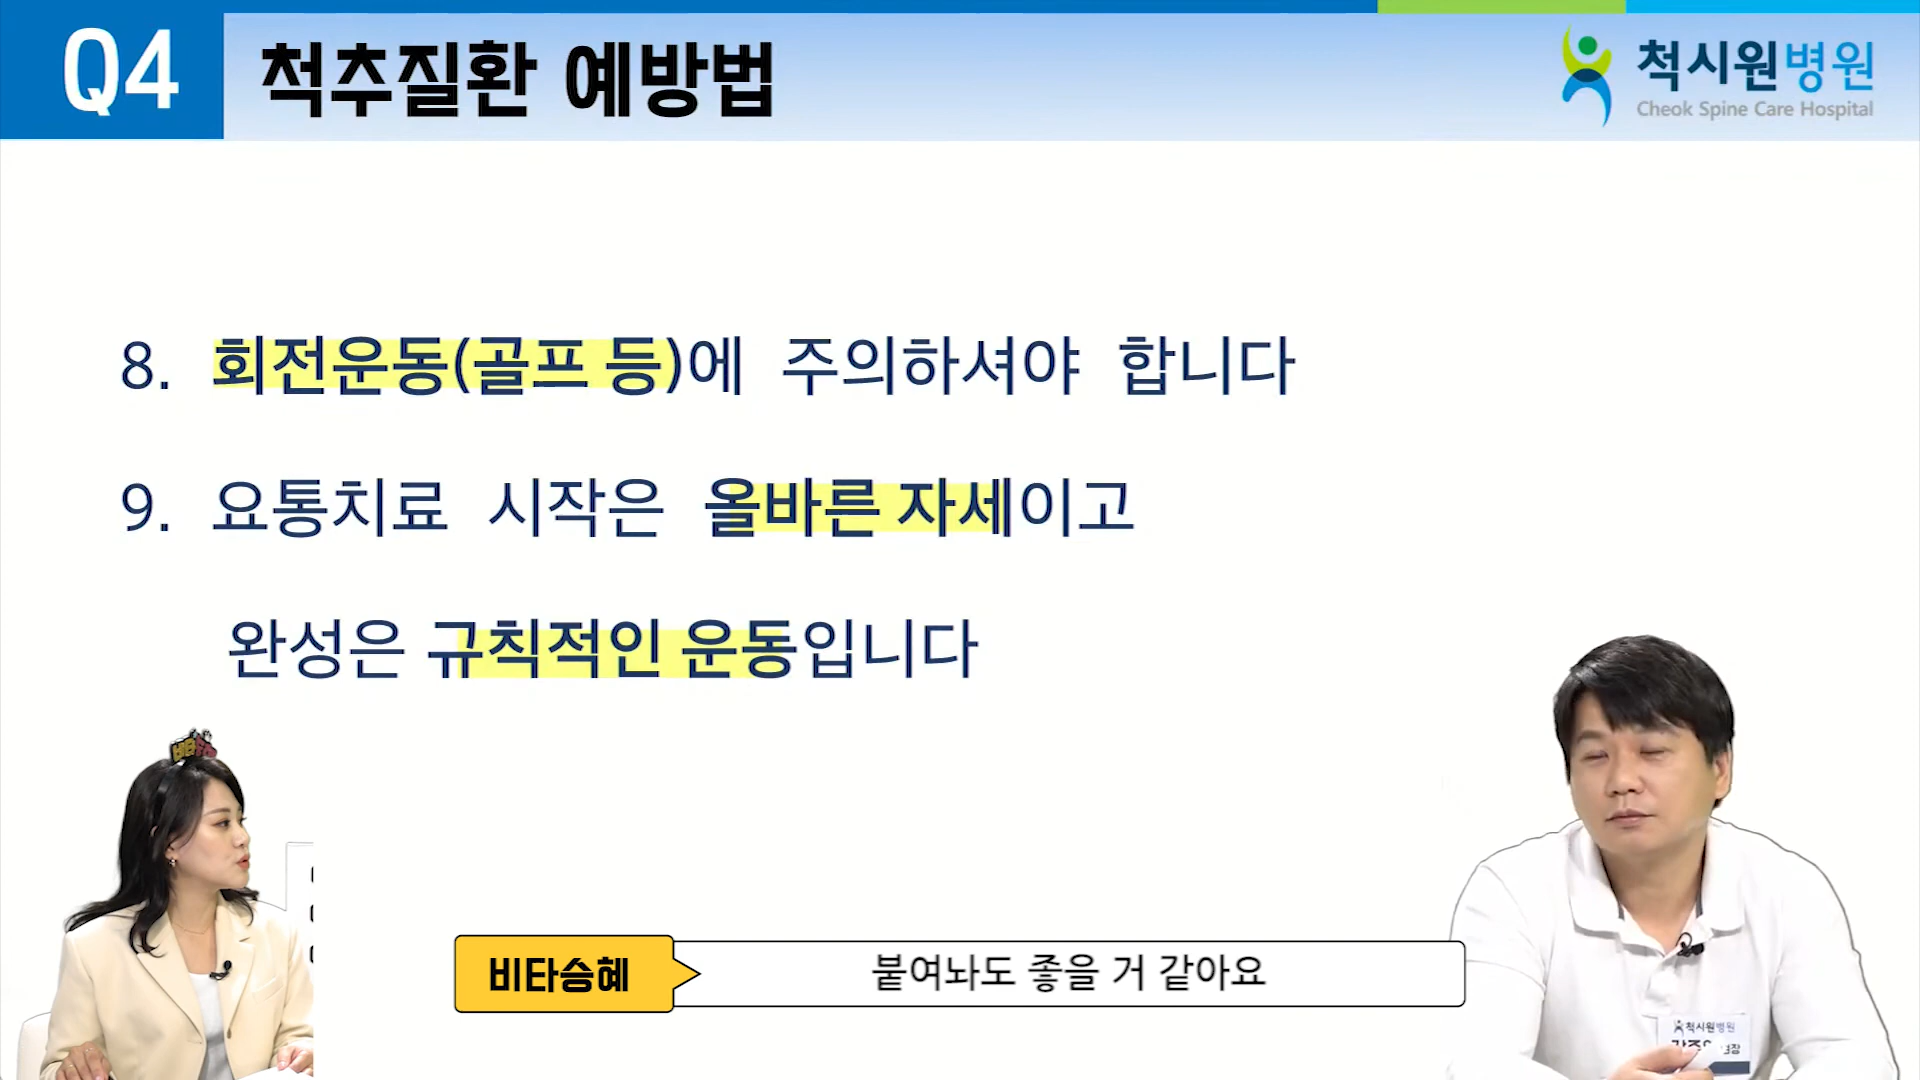 Q4 척추질환 예방법
척시원병원
Cheok Spine Care Hospital
8. 회전운동(골프 등)에 주의하셔야 합니다
9. 요통치료 시작은 올바른 자세이고
완성은 규칙적인 운동입니다
비타승혜
붙여놔도 좋을 거 같아요
척시원병원